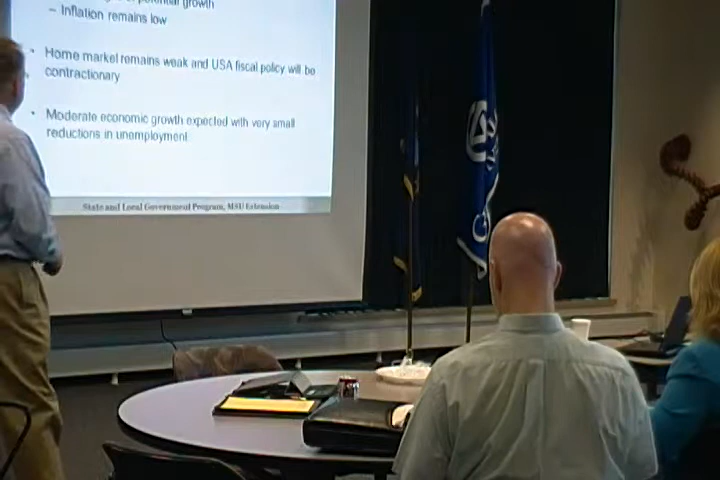 growth
– Inflation remains low
• Home market remains weak and USA fiscal policy will be
contractionary
• Moderate economic growth expected with very small
reductions in unemployment
State and Local Government Program, MSU Extension